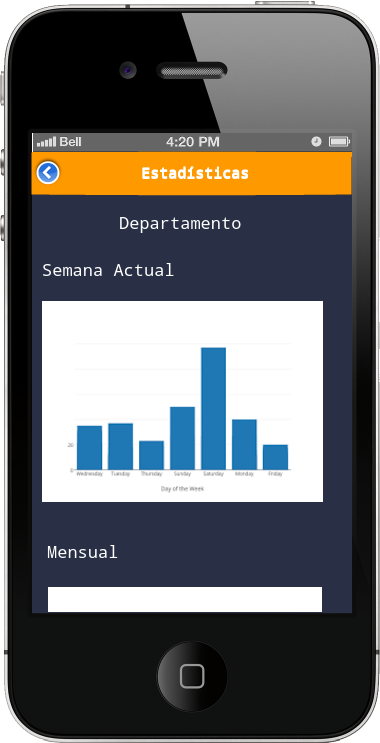 Bell 4:20 PM
Estadísticas
Departamento
Semana Actual
20
0
Wednesday Tuesday Thursday Sunday Saturday Monday Friday
Day of the Week
Mensual